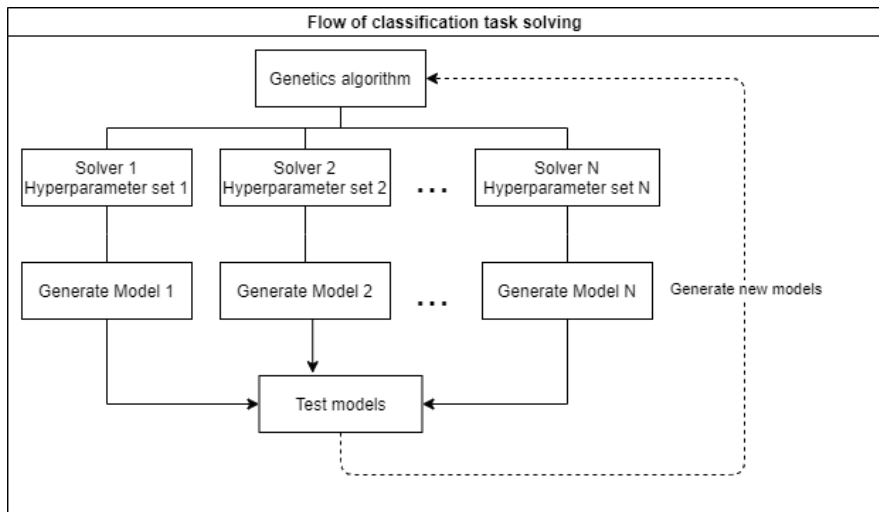 Flow of classification task solving
Genetics algorithm
Solver 1
Hyperparameter set 1
Solver 2
Hyperparameter set 2
...
Solver N
Hyperparameter set N
Generate Model 1
Generate Model 2
...
Generate Model N
Generate new models
Test models